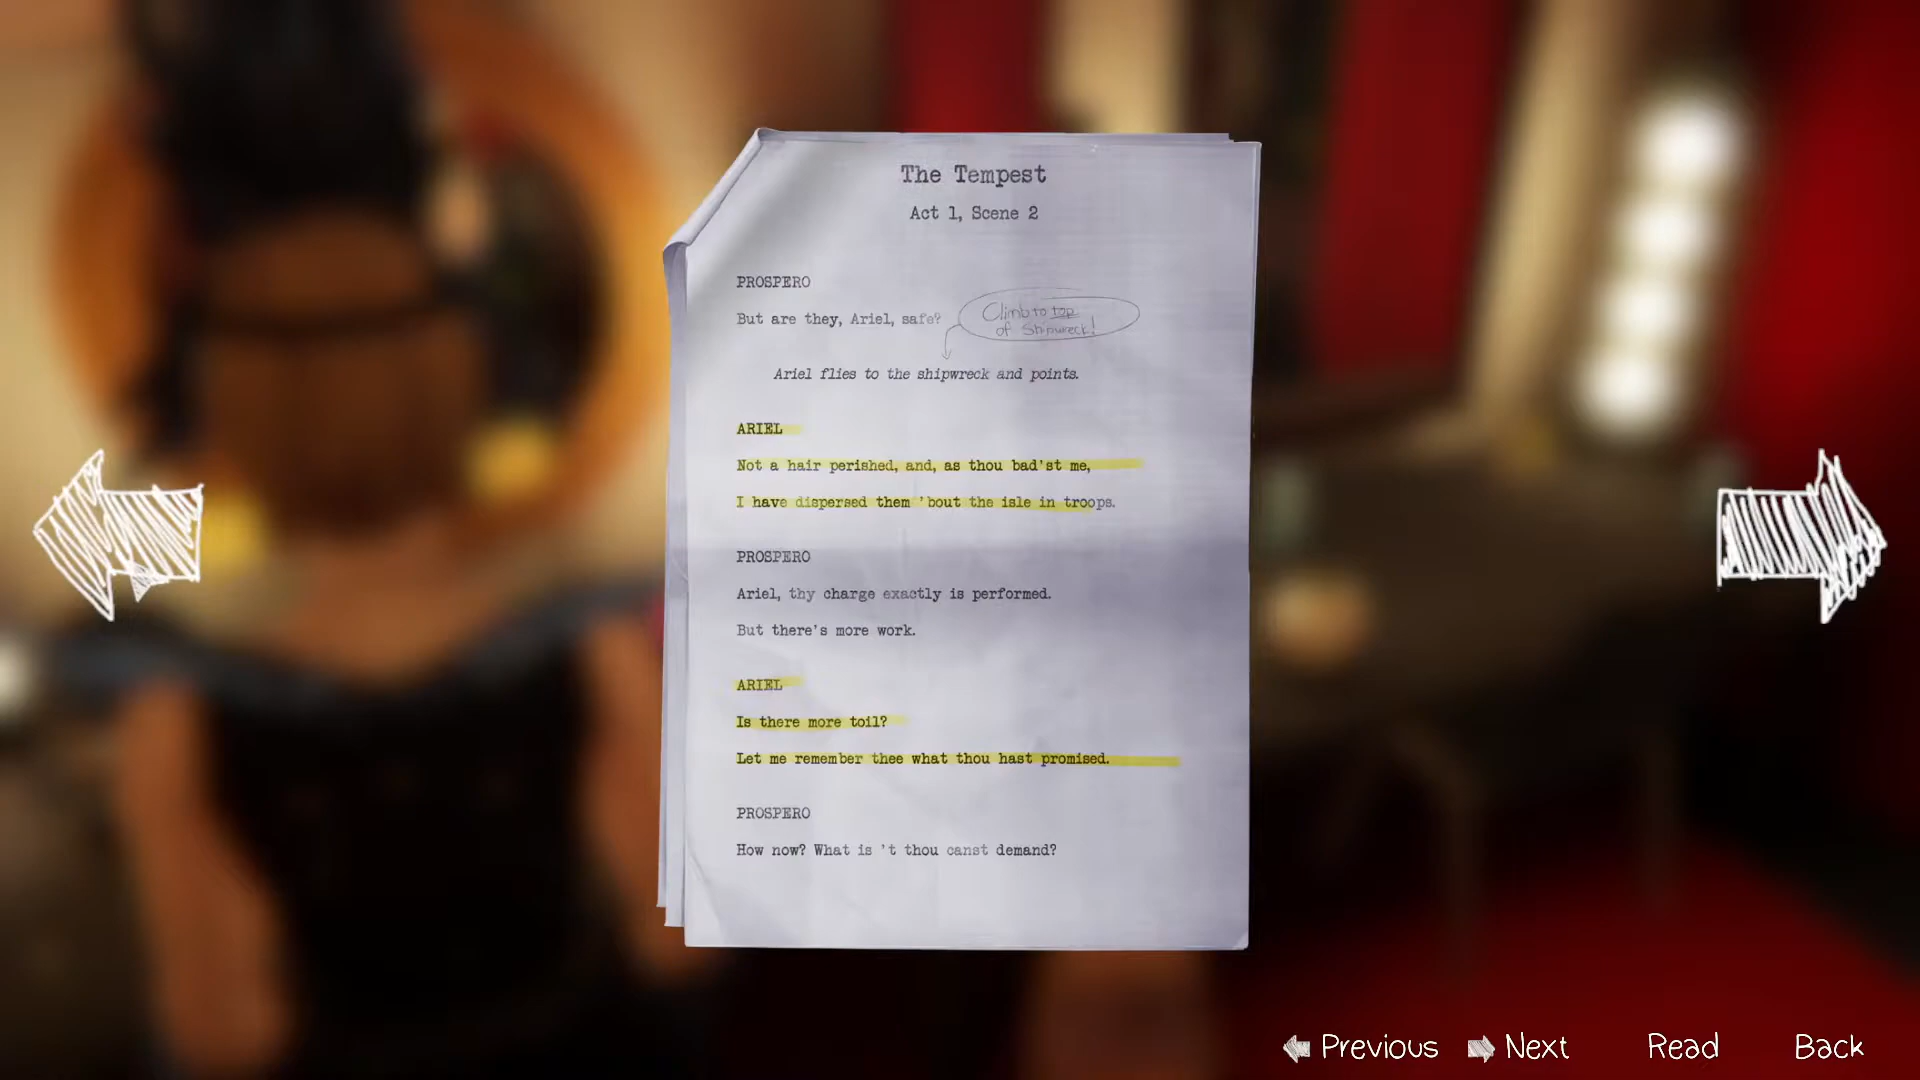 The Tempest
Act 1, Scene 2
PROSPERO
But are they, Ariel, safe?
Climb to top
of Shipwreck!
Ariel flies to the shipwreck and points.
ARIEL
Not a hair perished, and, as thou bad'st me,
I have dispersed them 'bout the isle in troops.
PROSPERO
Ariel, thy charge exactly is performed.
But there's more work.
ARIEL
Is there more toil?
Let me remember thee what thou hast promised.
PROSPERO
How now? What is 't thou canst demand?
Previous
Next
Read
Back